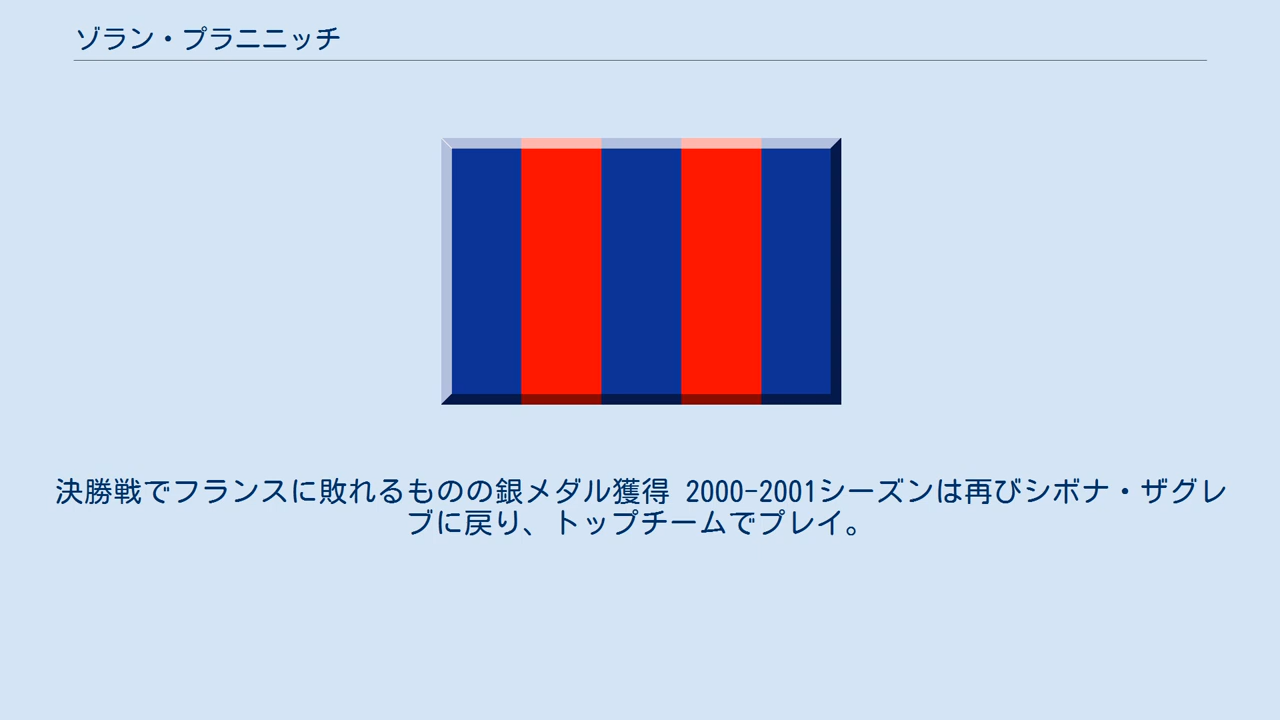 ゾラン・プラニニッチ
決勝戦でフランスに敗れるものの銀メダル獲得 2000-2001シーズンは再びシボナ・ザグレ
ブに戻り、トップチームでプレイ。